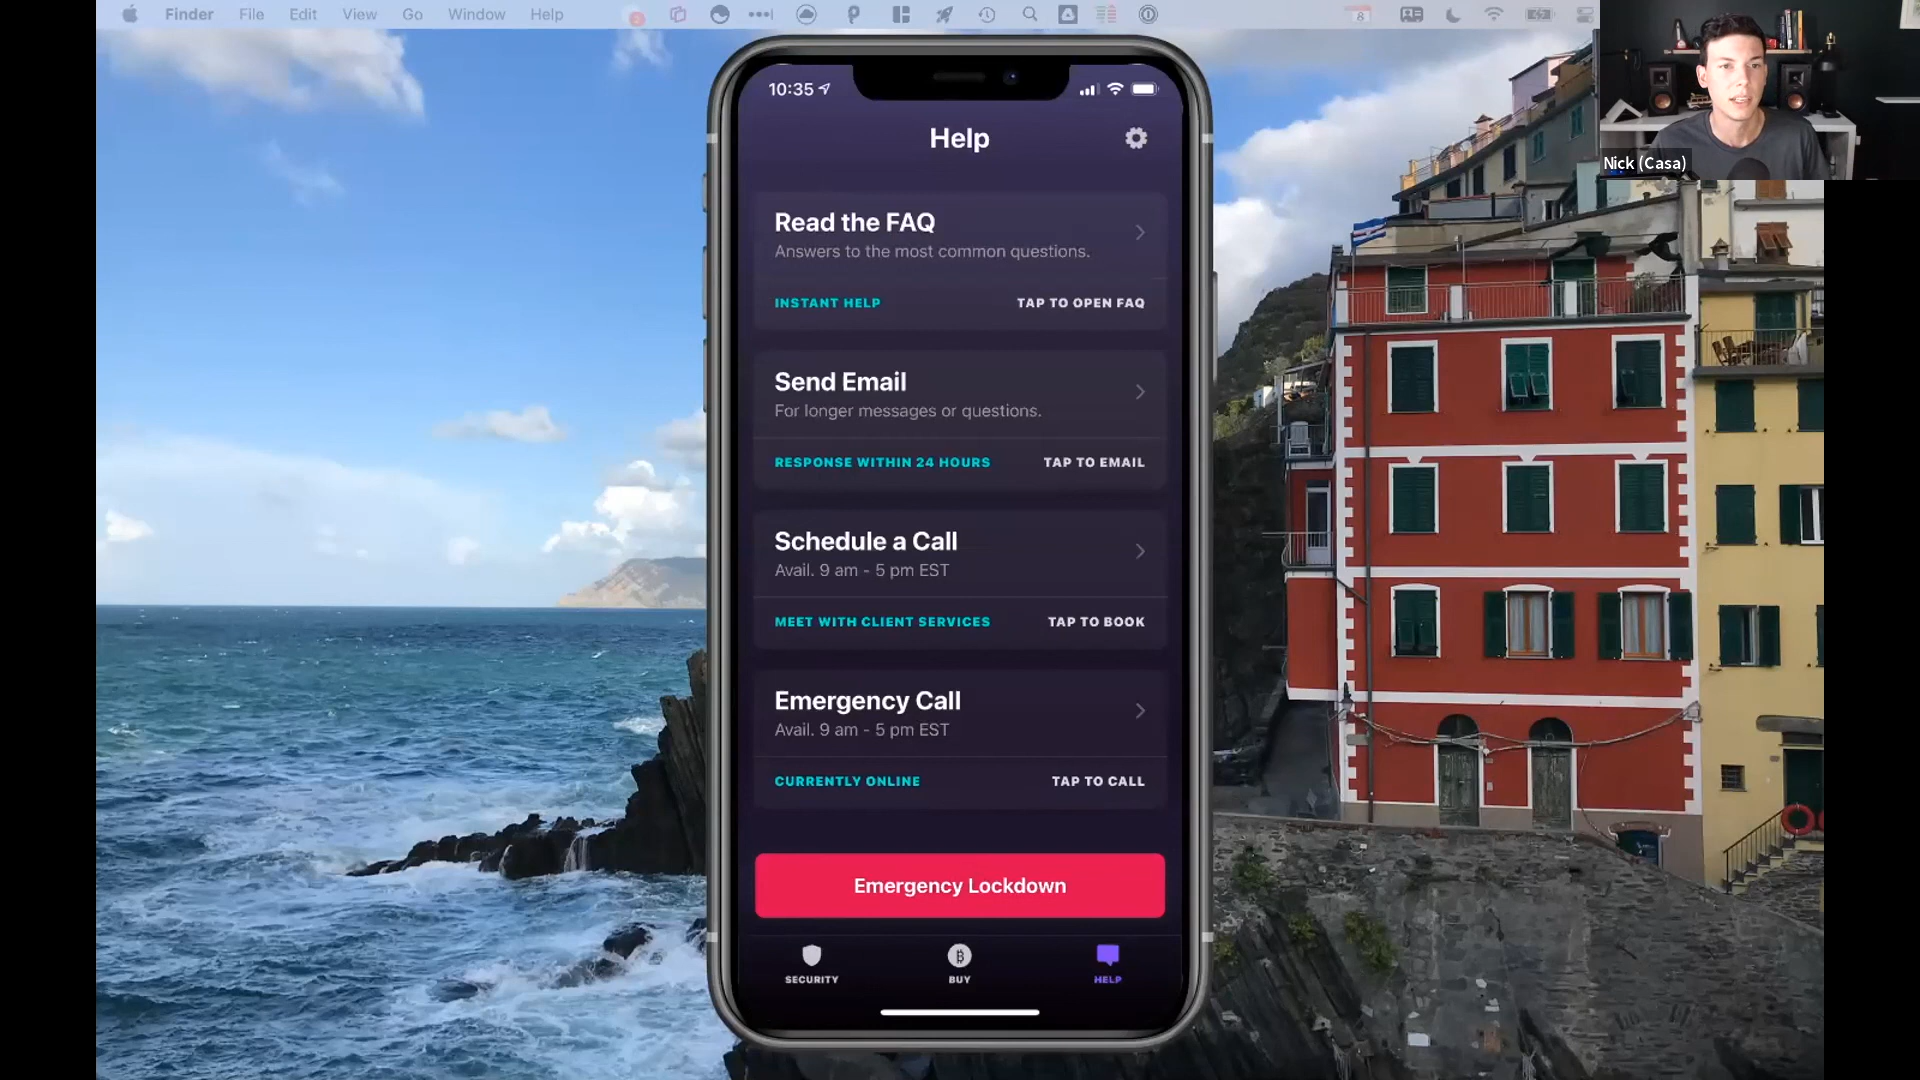 Finder File Edit View Go Window Help
2
8
Nick (Casa)
10:35
Help
Read the FAQ
Answers to the most common questions.
INSTANT HELP TAP TO OPEN FAQ
Send Email
For longer messages or questions.
RESPONSE WITHIN 24 HOURS TAP TO EMAIL
Schedule a Call
Avail. 9 am - 5 pm EST
MEET WITH CLIENT SERVICES TAP TO BOOK
Emergency Call
Avail. 9 am - 5 pm EST
CURRENTLY ONLINE TAP TO CALL
Emergency Lockdown
SECURITY BUY HELP